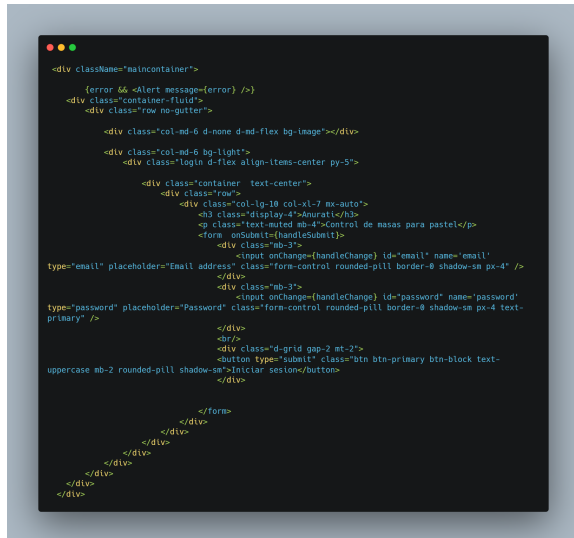 <div className="maincontainer">
{error && <Alert message={error} />}
<div class="container-fluid">
<div class="row no-gutter">
<div class="col-md-6 d-none d-md-flex bg-image"></div>
<div class="col-md-6 bg-light">
<div class="login d-flex align-items-center py-5">
<div class="container  text-center">
<div class="row">
<div class="col-lg-10 col-xl-7 mx-auto">
<h3 class="display-4">Anurati</h3>
<p class="text-muted mb-4">Control de masas para pastel</p>
<form  onSubmit={handleSubmit}>
<div class="mb-3">
<input onChange={handleChange} id="email" name='email'
type="email" placeholder="Email address" class="form-control rounded-pill border-0 shadow-sm px-4" />
</div>
<div class="mb-3">
<input onChange={handleChange} id="password" name='password'
type="password" placeholder="Password" class="form-control rounded-pill border-0 shadow-sm px-4 text-
primary" />
</div>
<br/>
<div class="d-grid gap-2 mt-2">
<button type="submit" class="btn btn-primary btn-block text-
uppercase mb-2 rounded-pill shadow-sm">Iniciar sesion</button>
</div>
</form>
</div>
</div>
</div>
</div>
</div>
</div>
</div>
</div>